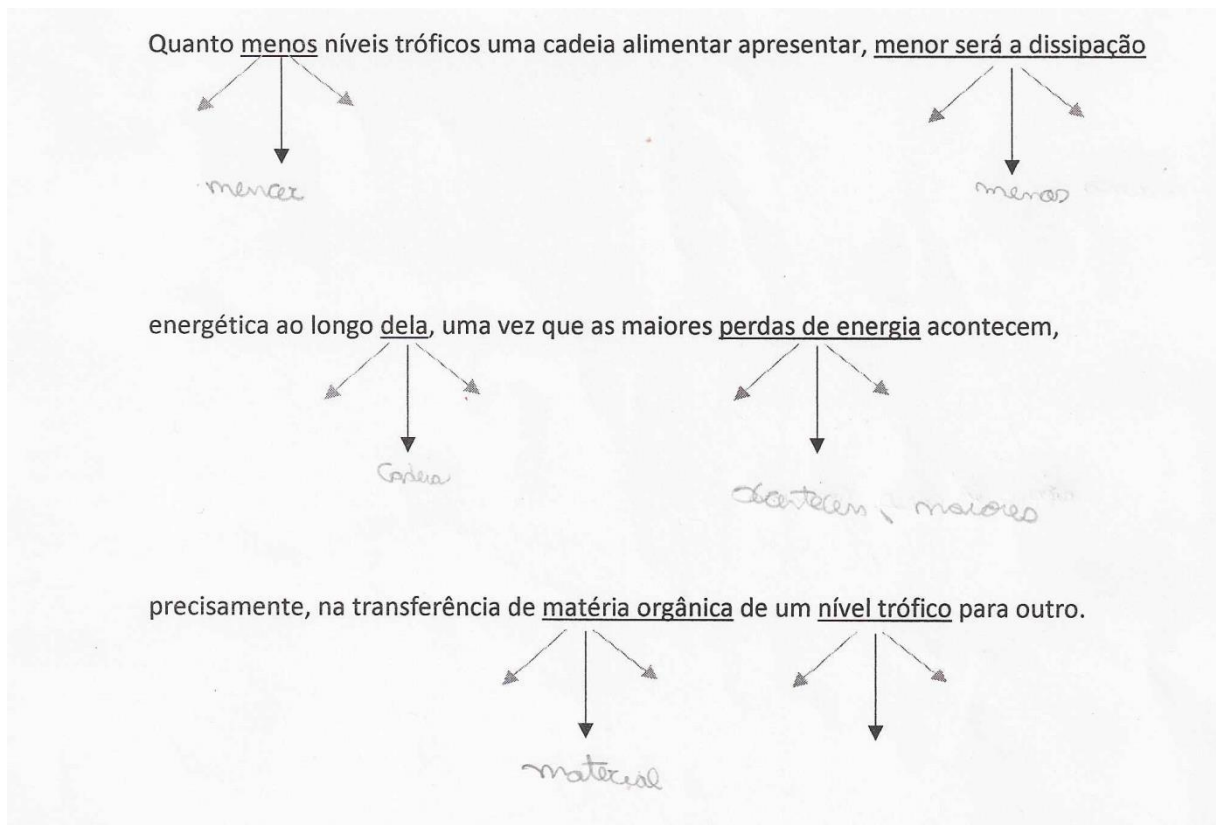 Quanto menos níveis tróficos uma cadeia alimentar apresentar, menor será a dissipação
menor menos
energética ao longo dela, uma vez que as maiores perdas de energia acontecem,
Cadeia acontecem, maiores
precisamente, na transferência de matéria orgânica de um nível trófico para outro.
material